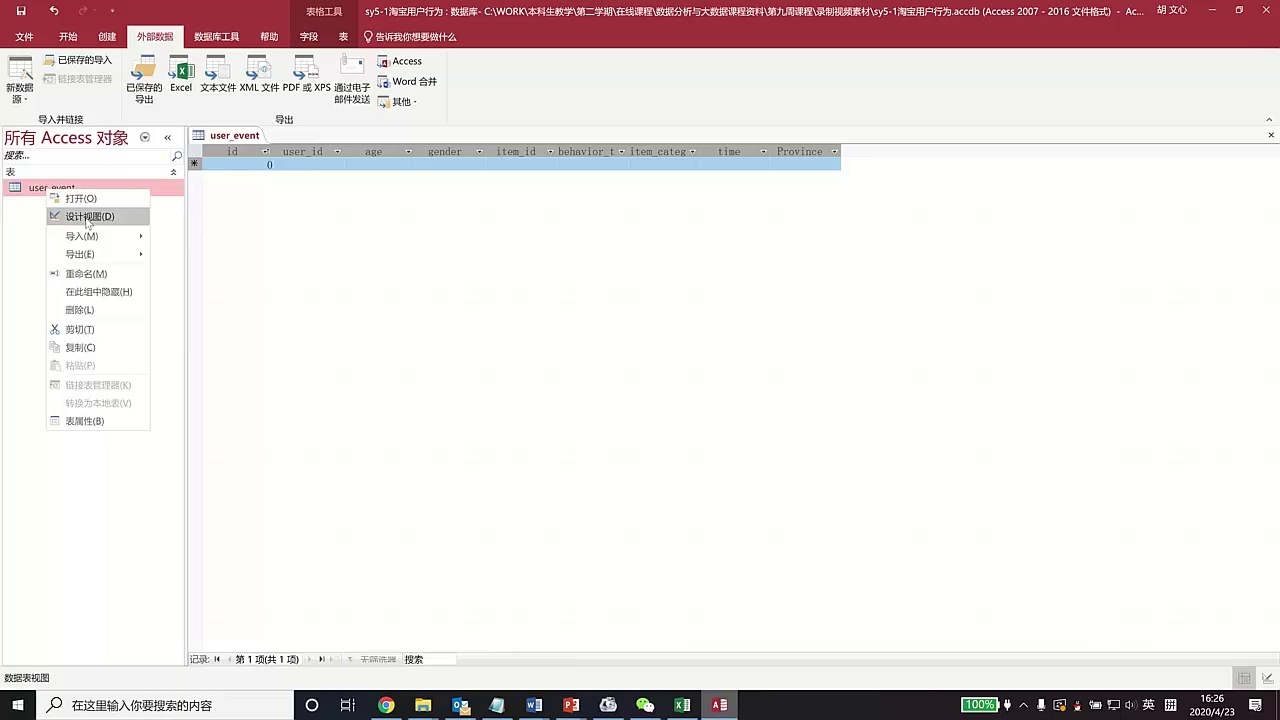 表格工具
sy5-1淘宝用户行为 : 数据库- C:\WORK\本科生教学\第二学期\在线课程\数据分析与大数据课程资料\第九周课程\录制视频素材\sy5-1淘宝用户行为.accdb (Access 2007 - 2016 文件格式) - Ac...
胡 文心
文件 开始 创建 外部数据 数据库工具 帮助 字段 表 告诉我你想要做什么
新数据源
已保存的导入
链接表管理器
导入并链接
已保存的导出
Excel
文本文件
XML 文件
PDF 或 XPS
通过电子邮件发送
Access
Word 合并
其他
导出
所有 Access 对象
搜索...
表
user_event
打开(O)
设计视图(D)
导入(M)
导出(E)
重命名(M)
在此组中隐藏(H)
删除(L)
剪切(T)
复制(C)
粘贴(P)
链接表管理器(K)
转换为本地表(V)
表属性(B)
user_event
id user_id age gender item_id behavior_t item_categ time Province
0
记录: 第 1 项(共 1 项) 无筛选器 搜索
数据表视图
在这里输入你要搜索的内容
100%
英
拼
16:26
2020/4/23